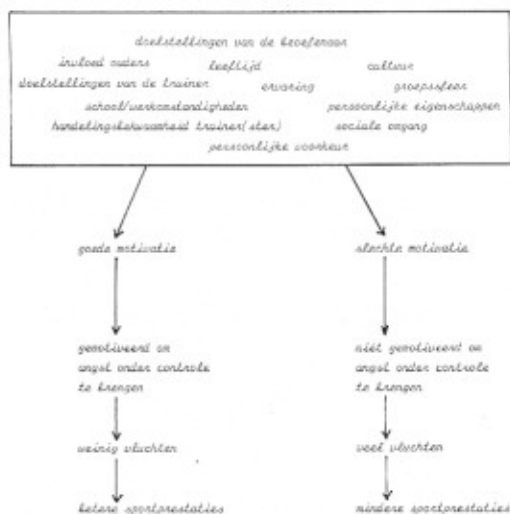 doelstellingen van de beoefenaar
invloed ouders leeftijd cultuur
doelstellingen van de trainer ervaring groepssfeer
school/werkomstandigheden persoonlijke eigenschappen
handelingsbekwaamheid trainer(ster) sociale omgang
persoonlijke voorkeur
goede motivatie slechte motivatie
gemotiveerd om niet gemotiveerd om
angst onder controle angst onder controle
te brengen te brengen
weinig vluchten veel vluchten
betere sportprestaties mindere sportprestaties